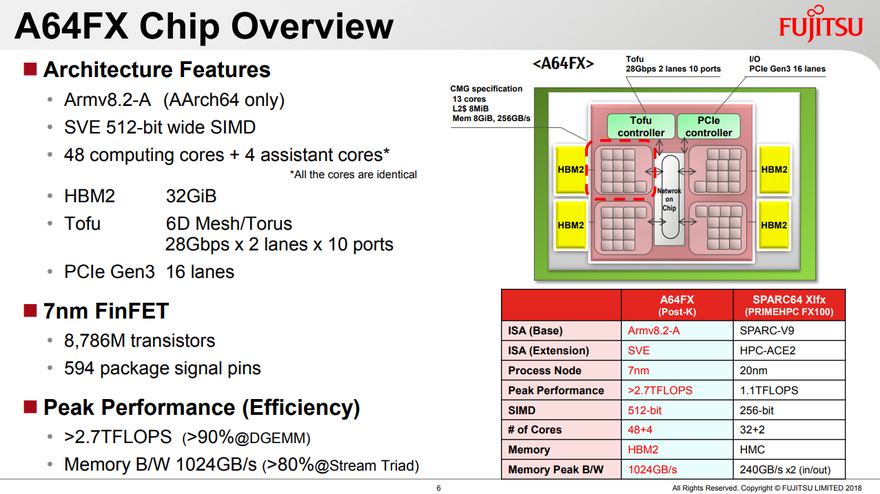 A64FX Chip Overview
FUJITSU
Architecture Features
• Armv8.2-A (AArch64 only)
• SVE 512-bit wide SIMD
• 48 computing cores + 4 assistant cores*
*All the cores are identical
• HBM2 32GiB
• Tofu 6D Mesh/Torus
28Gbps x 2 lanes x 10 ports
• PCIe Gen3 16 lanes
7nm FinFET
• 8,786M transistors
• 594 package signal pins
Peak Performance (Efficiency)
• >2.7TFLOPS (>90%@DGEMM)
• Memory B/W 1024GB/s (>80%@Stream Triad)
<A64FX>
Tofu
28Gbps 2 lanes 10 ports
I/O
PCIe Gen3 16 lanes
CMG specification
13 cores
L2$ 8MiB
Mem 8GiB, 256GB/s
Tofu
controller
PCIe
controller
HBM2
HBM2
Netwrok
on
Chip
HBM2
HBM2
A64FX
(Post-K)
SPARC64 XIfx
(PRIMEHPC FX100)
ISA (Base) Armv8.2-A SPARC-V9
ISA (Extension) SVE HPC-ACE2
Process Node 7nm 20nm
Peak Performance >2.7TFLOPS 1.1TFLOPS
SIMD 512-bit 256-bit
# of Cores 48+4 32+2
Memory HBM2 HMC
Memory Peak B/W 1024GB/s 240GB/s x2 (in/out)
6
All Rights Reserved. Copyright © FUJITSU LIMITED 2018